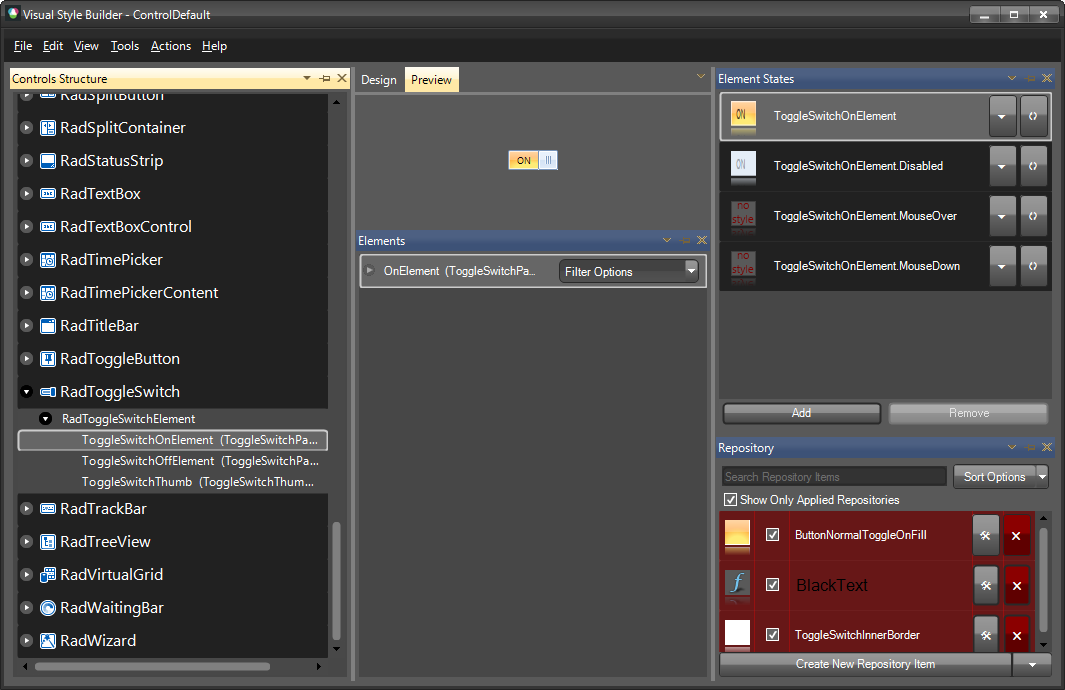 Visual Style Builder - ControlDefault
File Edit View Tools Actions Help
Controls Structure
RadSplitButton
RadSplitContainer
RadStatusStrip
RadTextBox
RadTextBoxControl
RadTimePicker
RadTimePickerContent
RadTitleBar
RadToggleButton
RadToggleSwitch
RadToggleSwitchElement
ToggleSwitchOnElement (ToggleSwitchPa...
ToggleSwitchOffElement (ToggleSwitchPa...
ToggleSwitchThumb (ToggleSwitchThum...
RadTrackBar
RadTreeView
RadVirtualGrid
RadWaitingBar
RadWizard
Design Preview
ON
Elements
OnElement (ToggleSwitchPa... Filter Options
Element States
ON ToggleSwitchOnElement
ON ToggleSwitchOnElement.Disabled
no style ToggleSwitchOnElement.MouseOver
no style ToggleSwitchOnElement.MouseDown
Add Remove
Repository
Search Repository Items Sort Options
Show Only Applied Repositories
ButtonNormalToggleOnFill
f BlackText
ToggleSwitchInnerBorder
Create New Repository Item